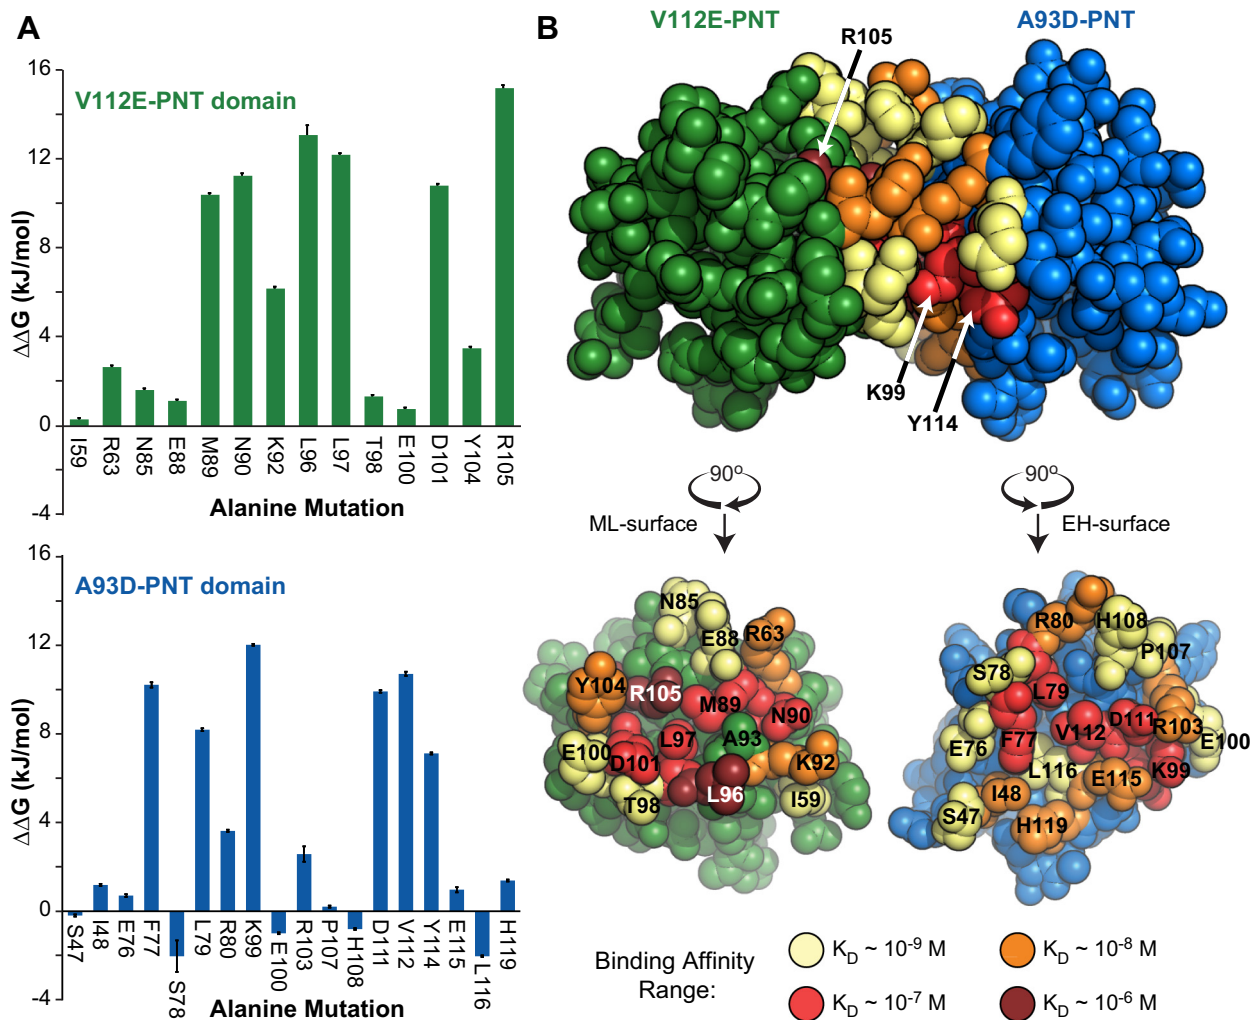 A
16
12
8
4
0
-4
ΔΔG (kJ/mol)
V112E-PNT domain
I59
R63
N85
E88
M89
N90
K92
L96
L97
T98
E100
D101
Y104
R105
Alanine Mutation
16
12
8
4
0
-4
ΔΔG (kJ/mol)
A93D-PNT domain
S47
I48
E76
F77
S78
L79
R80
K99
E100
R103
P107
H108
D111
V112
Y114
E115
L116
H119
Alanine Mutation
B
V112E-PNT
A93D-PNT
R105
K99
Y114
90º
90º
ML-surface
EH-surface
N85
E88
R63
Y104
R105
M89
N90
L97
A93
E100
D101
K92
T98
L96
I59
R80
H108
P107
S78
L79
E76
F77
V112
D111
R103
E100
L116
K99
I48
E115
S47
H119
Binding Affinity
Range:
K_D ~ 10⁻⁹ M
K_D ~ 10⁻⁸ M
K_D ~ 10⁻⁷ M
K_D ~ 10⁻⁶ M